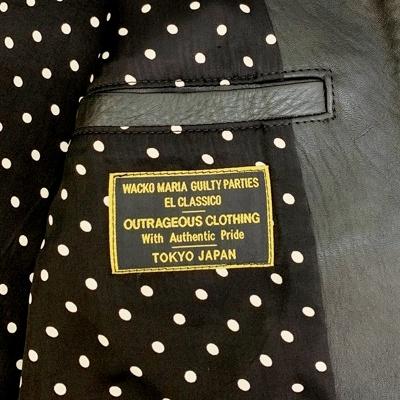 WACKO MARIA GUILTY PARTIES
EL CLASSICO
OUTRAGEOUS CLOTHING
With Authentic Pride
TOKYO JAPAN